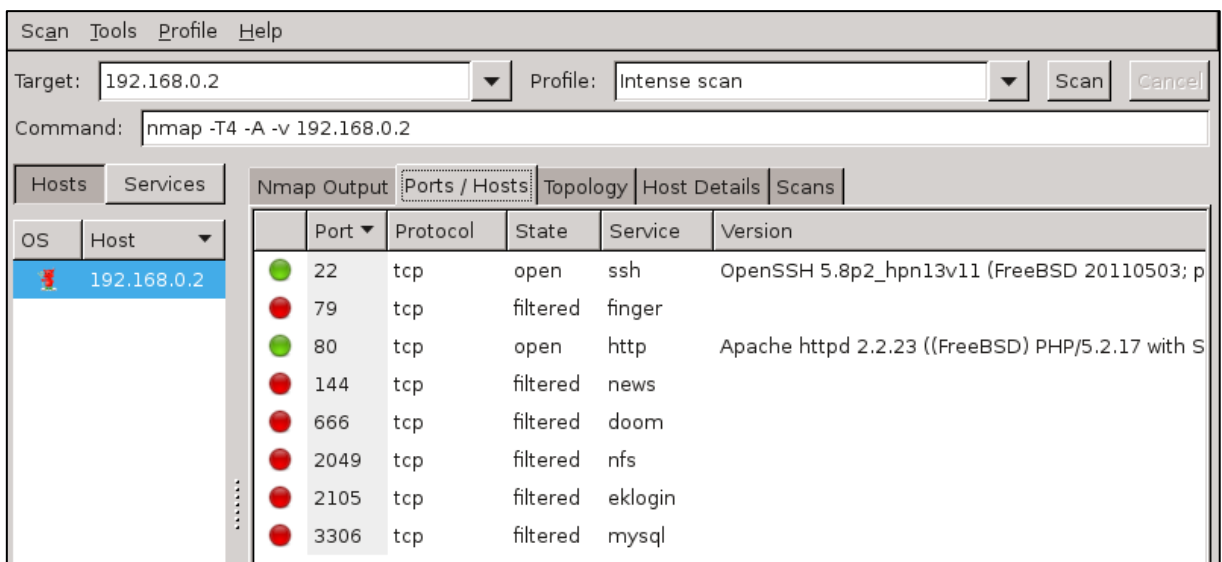 Scan Tools Profile Help
Target: 192.168.0.2 Profile: Intense scan Scan Cancel
Command: nmap -T4 -A -v 192.168.0.2
Hosts Services Nmap Output Ports / Hosts Topology Host Details Scans
OS Host Port Protocol State Service Version
192.168.0.2 22 tcp open ssh OpenSSH 5.8p2_hpn13v11 (FreeBSD 20110503; p
79 tcp filtered finger
80 tcp open http Apache httpd 2.2.23 ((FreeBSD) PHP/5.2.17 with S
144 tcp filtered news
666 tcp filtered doom
2049 tcp filtered nfs
2105 tcp filtered eklogin
3306 tcp filtered mysql